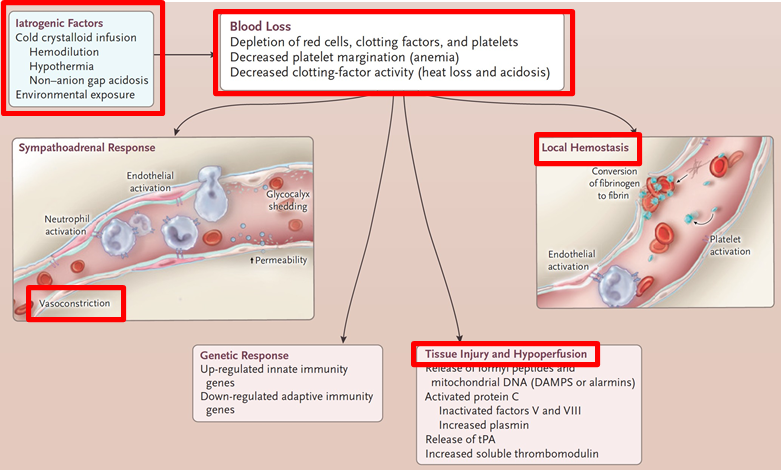 Iatrogenic Factors
Cold crystalloid infusion
Hemodilution
Hypothermia
Non–anion gap acidosis
Environmental exposure
Blood Loss
Depletion of red cells, clotting factors, and platelets
Decreased platelet margination (anemia)
Decreased clotting-factor activity (heat loss and acidosis)
Sympathoadrenal Response
Endothelial
activation
Glycocalyx
shedding
Neutrophil
activation
↑Permeability
Vasoconstriction
Local Hemostasis
Conversion
of fibrinogen
to fibrin
Platelet
activation
Endothelial
activation
Genetic Response
Up-regulated innate immunity
genes
Down-regulated adaptive immunity
genes
Tissue Injury and Hypoperfusion
Release of formyl peptides and
mitochondrial DNA (DAMPS or alarmins)
Activated protein C
Inactivated factors V and VIII
Increased plasmin
Release of tPA
Increased soluble thrombomodulin